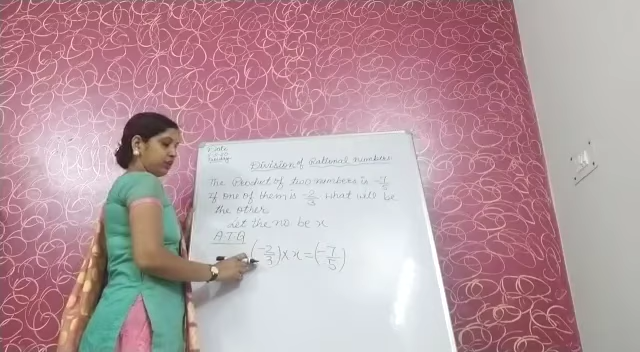 Date
Division of Rational numbers
The Product of two numbers is -7/5
if one of them is -2/3 what will be
the other
Let the no be x
A T Q
(-2/3) × x = (-7/5)